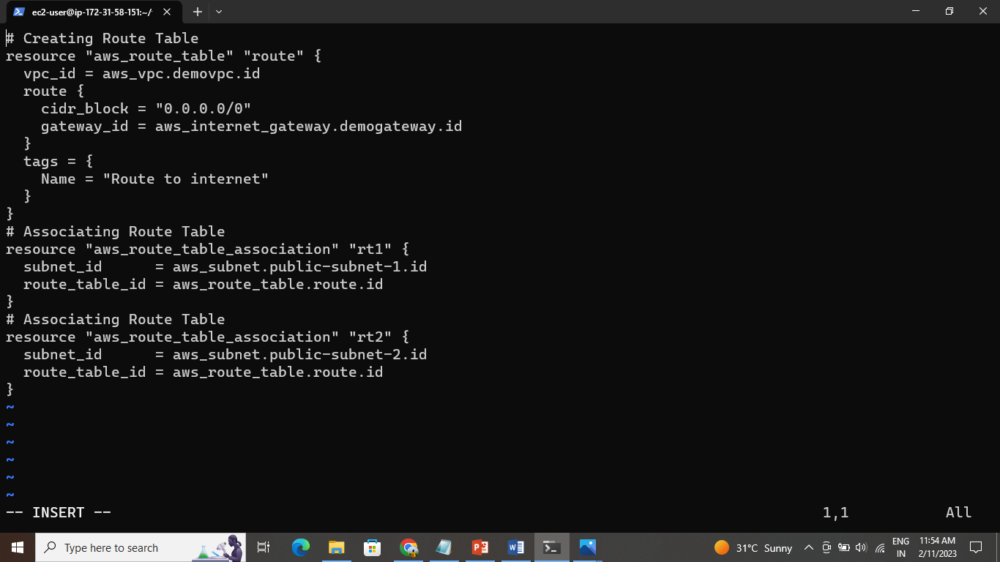 ec2-user@ip-172-31-58-151:~/
# Creating Route Table
resource "aws_route_table" "route" {
  vpc_id = aws_vpc.demovpc.id
  route {
    cidr_block = "0.0.0.0/0"
    gateway_id = aws_internet_gateway.demogateway.id
  }
  tags = {
    Name = "Route to internet"
  }
}
# Associating Route Table
resource "aws_route_table_association" "rt1" {
  subnet_id      = aws_subnet.public-subnet-1.id
  route_table_id = aws_route_table.route.id
}
# Associating Route Table
resource "aws_route_table_association" "rt2" {
  subnet_id      = aws_subnet.public-subnet-2.id
  route_table_id = aws_route_table.route.id
}
~
~
~
~
~
~
-- INSERT -- 1,1 All
Type here to search
31°C Sunny
ENG
IN
11:54 AM
2/11/2023